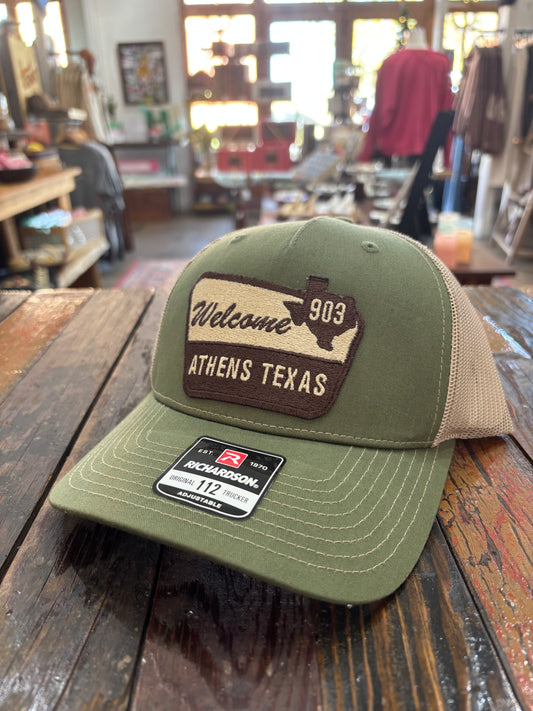 Welcome 903
ATHENS TEXAS
EST. R 1970
RICHARDSON®
ORIGINAL 112 TRUCKER
ADJUSTABLE